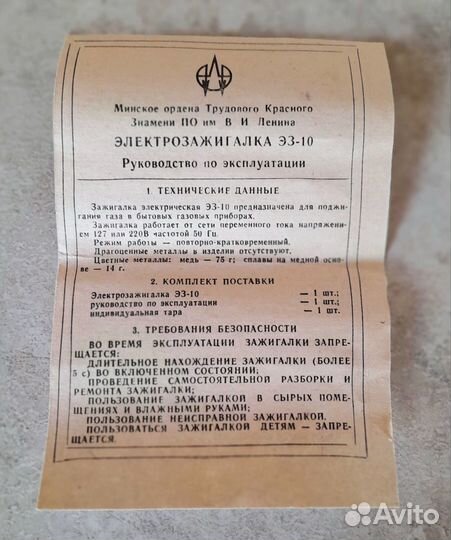 Минское ордена Трудового Красного
Знамени ПО им В И Ленина
ЭЛЕКТРОЗАЖИГАЛКА ЭЗ-10
Руководство по эксплуатации
1. ТЕХНИЧЕСКИЕ ДАННЫЕ
Зажигалка электрическая ЭЗ-10 предназначена для поджи-
гания газа в бытовых газовых приборах.
Зажигалка работает от сети переменного тока напряжени-
ем 127 или 220В частотой 50 Гц.
Режим работы — повторно-кратковременный.
Драгоценные металлы в изделии отсутствуют.
Цветные металлы: медь — 75 г; сплавы на медной осно-
ве — 14 г.
2. КОМПЛЕКТ ПОСТАВКИ
Электрозажигалка ЭЗ-10 — 1 шт.;
руководство по эксплуатации — 1 шт.;
индивидуальная тара — 1 шт.
3. ТРЕБОВАНИЯ БЕЗОПАСНОСТИ
ВО ВРЕМЯ ЭКСПЛУАТАЦИИ ЗАЖИГАЛКИ ЗАПРЕ-
ЩАЕТСЯ:
ДЛИТЕЛЬНОЕ НАХОЖДЕНИЕ ЗАЖИГАЛКИ (БОЛЕЕ
5 с) ВО ВКЛЮЧЕННОМ СОСТОЯНИИ;
ПРОВЕДЕНИЕ САМОСТОЯТЕЛЬНОЙ РАЗБОРКИ И
РЕМОНТА ЗАЖИГАЛКИ;
ПОЛЬЗОВАНИЕ ЗАЖИГАЛКОЙ В СЫРЫХ ПОМЕ-
ЩЕНИЯХ И ВЛАЖНЫМИ РУКАМИ;
ПОЛЬЗОВАНИЕ НЕИСПРАВНОЙ ЗАЖИГАЛКОЙ.
ПОЛЬЗОВАТЬСЯ ЗАЖИГАЛКОЙ ДЕТЯМ — ЗАПРЕ-
ЩАЕТСЯ.
Avito